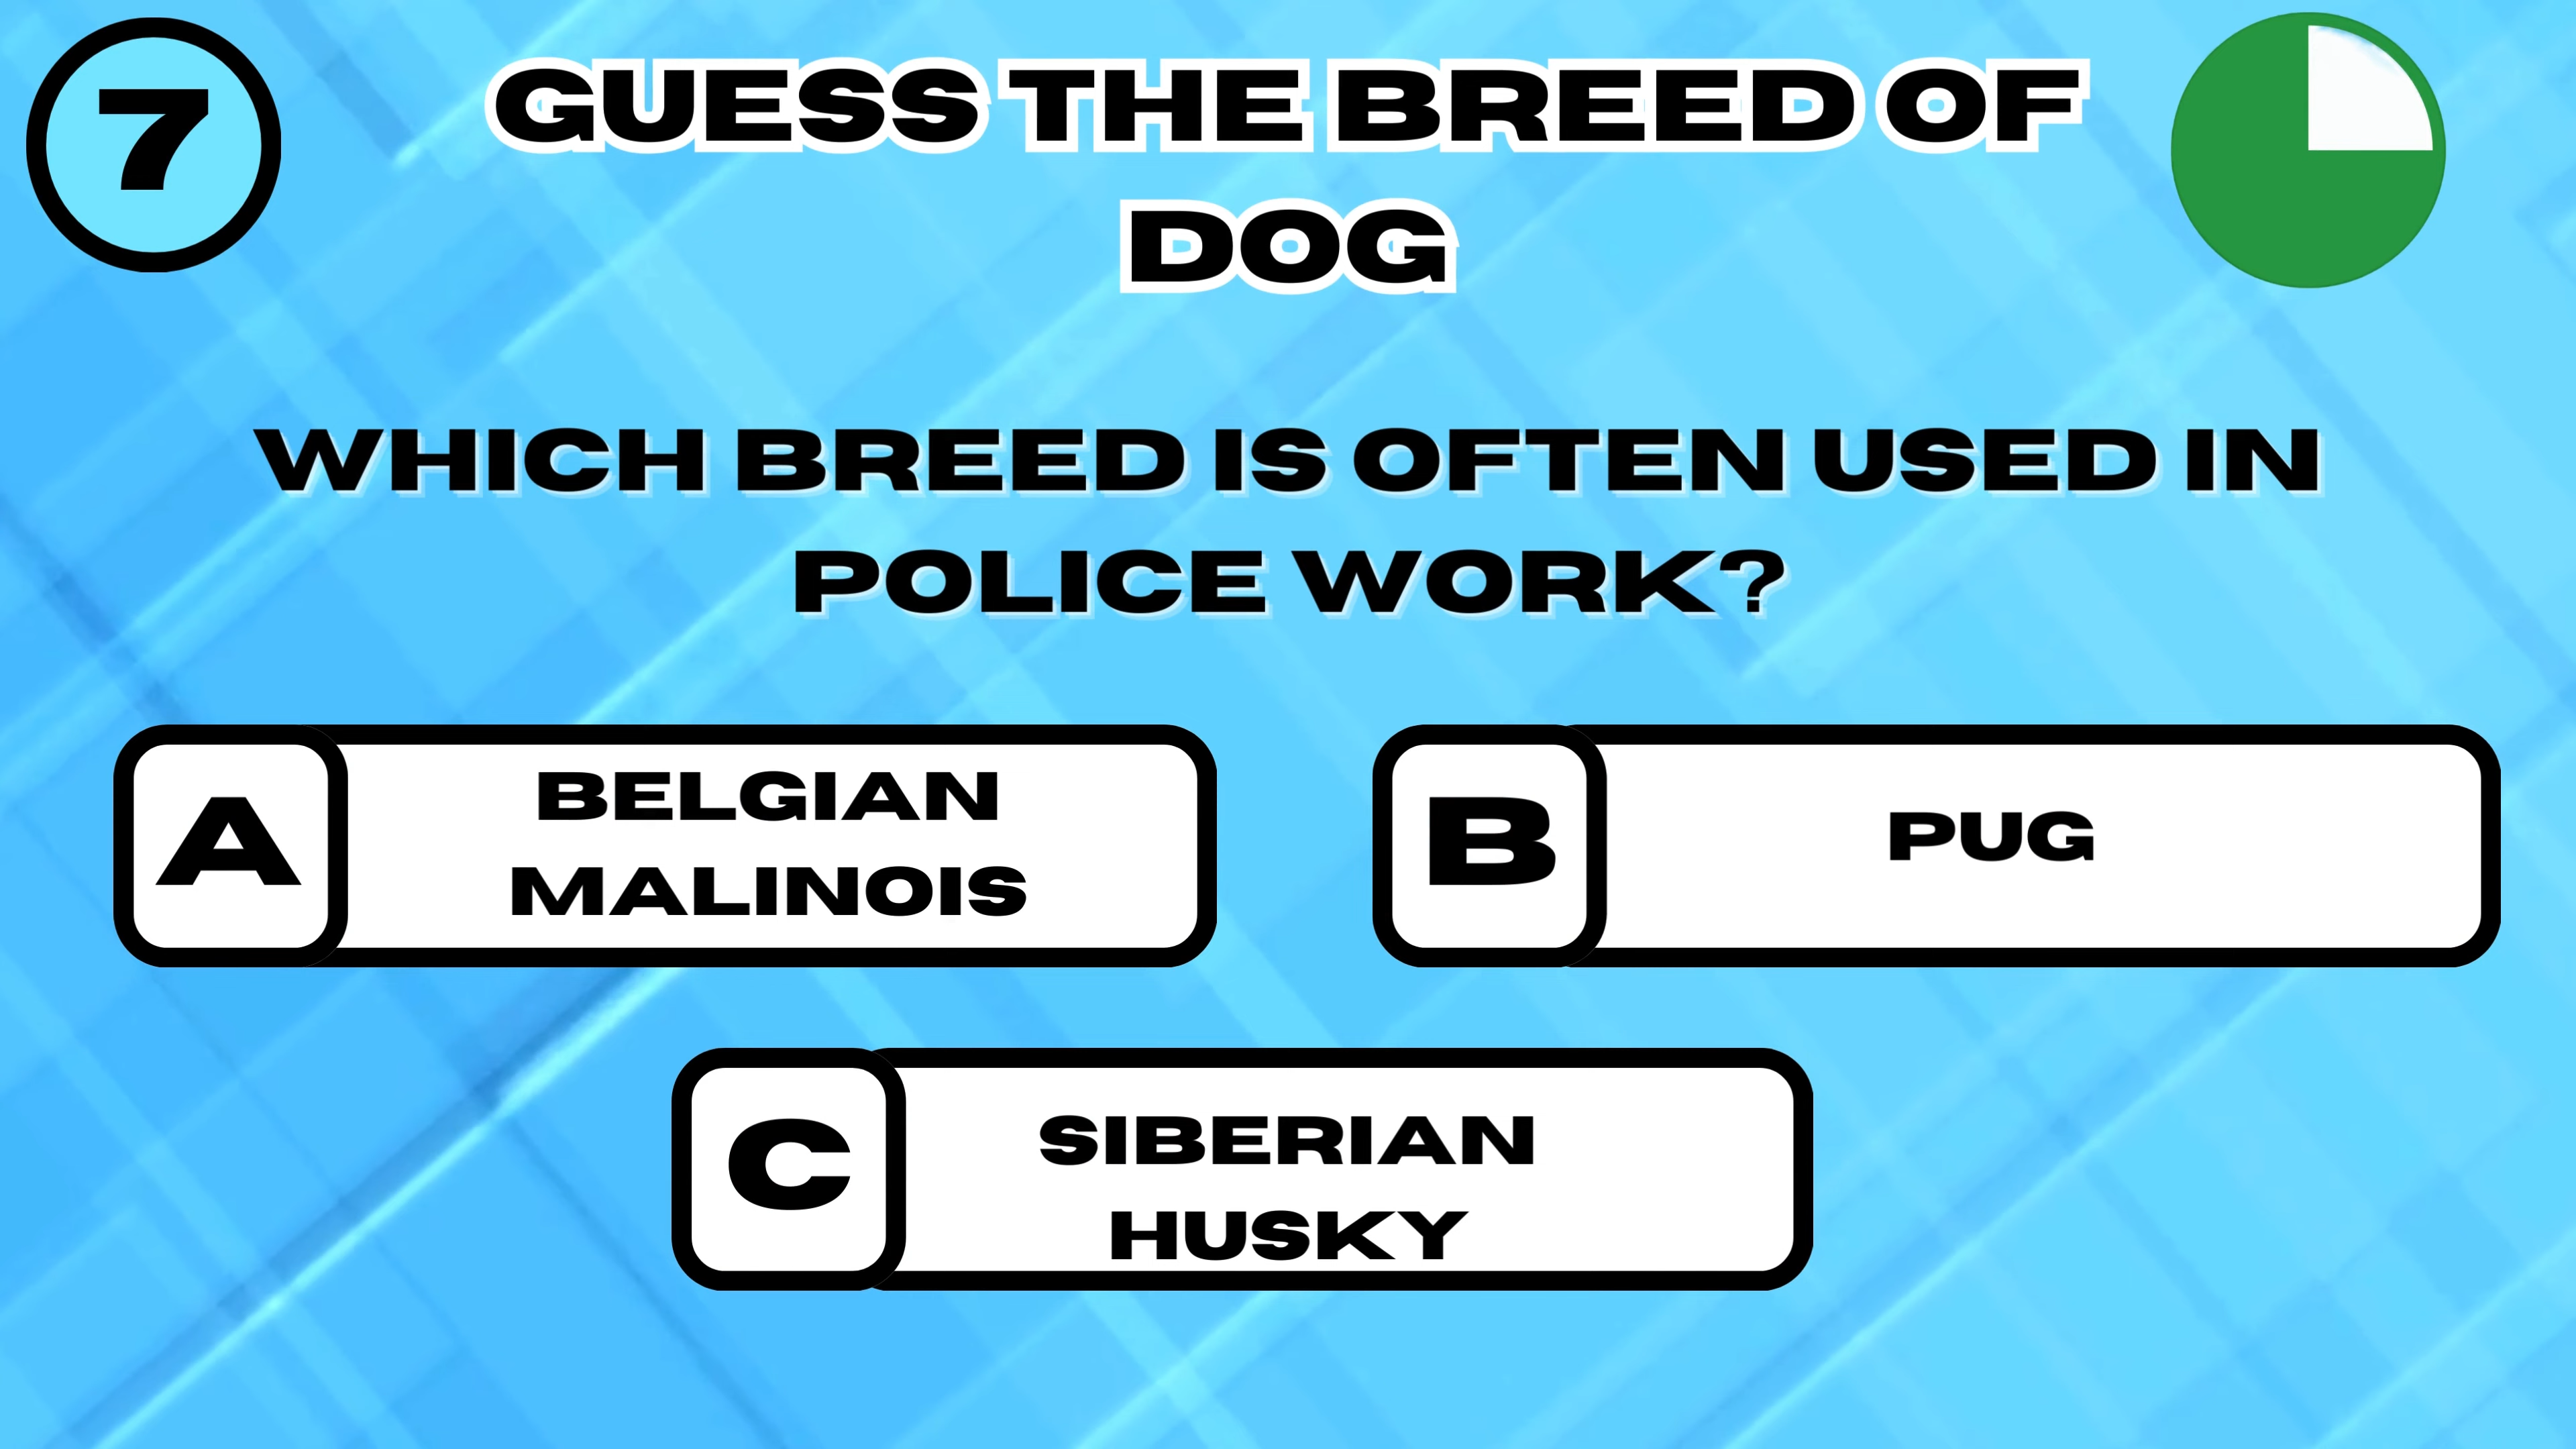 7
GUESS THE BREED OF
DOG
WHICH BREED IS OFTEN USED IN
POLICE WORK?
A
BELGIAN
MALINOIS
B
PUG
C
SIBERIAN
HUSKY